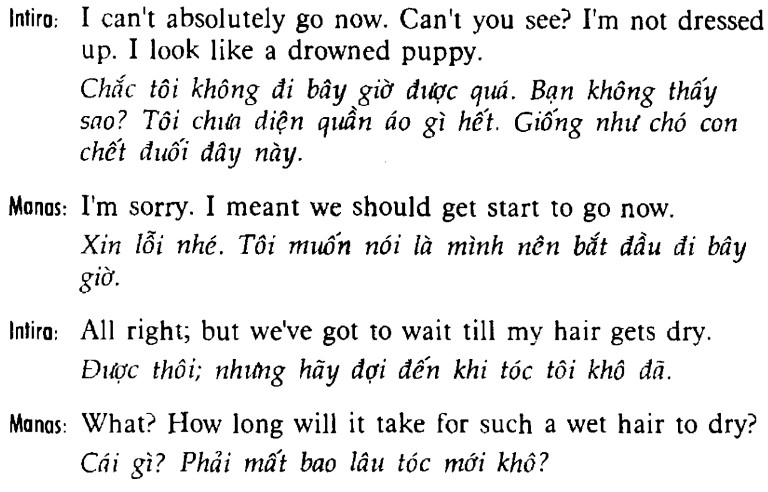 Intira: I can't absolutely go now. Can't you see? I'm not dressed
up. I look like a drowned puppy.
Chắc tôi không đi bây giờ được quá. Bạn không thấy
sao? Tôi chưa diện quần áo gì hết. Giống như chó con
chết đuối đây này.
Manas: I'm sorry. I meant we should get start to go now.
Xin lỗi nhé. Tôi muốn nói là mình nên bắt đầu đi bây
giờ.
Intira: All right; but we've got to wait till my hair gets dry.
Được thôi; nhưng hãy đợi đến khi tóc tôi khô đã.
Manas: What? How long will it take for such a wet hair to dry?
Cái gì? Phải mất bao lâu tóc mới khô?